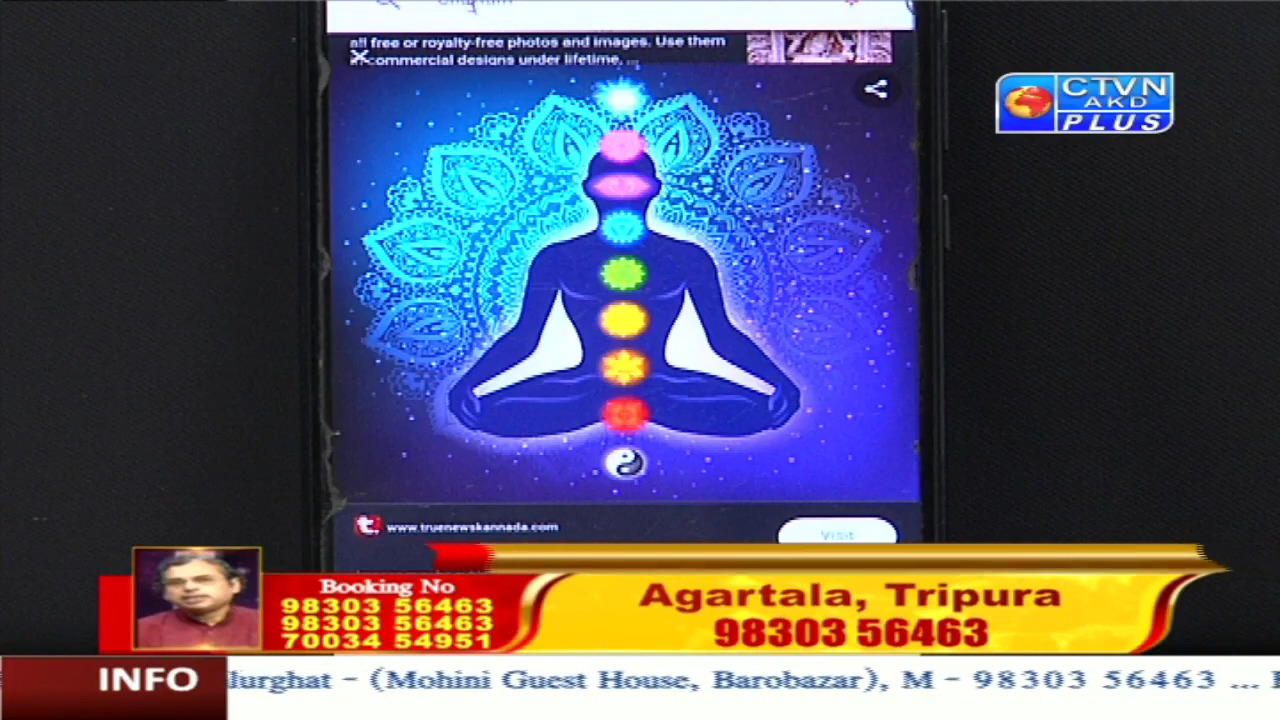 free or royalty-free photos and images. Use them
commercial designs under lifetime, ...
CTVN
AKD
PLUS
www.truenewskannada.com
Visit
Booking No
98303 56463
98303 56463
70034 54951
Agartala, Tripura
98303 56463
INFO
- (Mohini Guest House, Barobazar), M - 98303 56463 ...